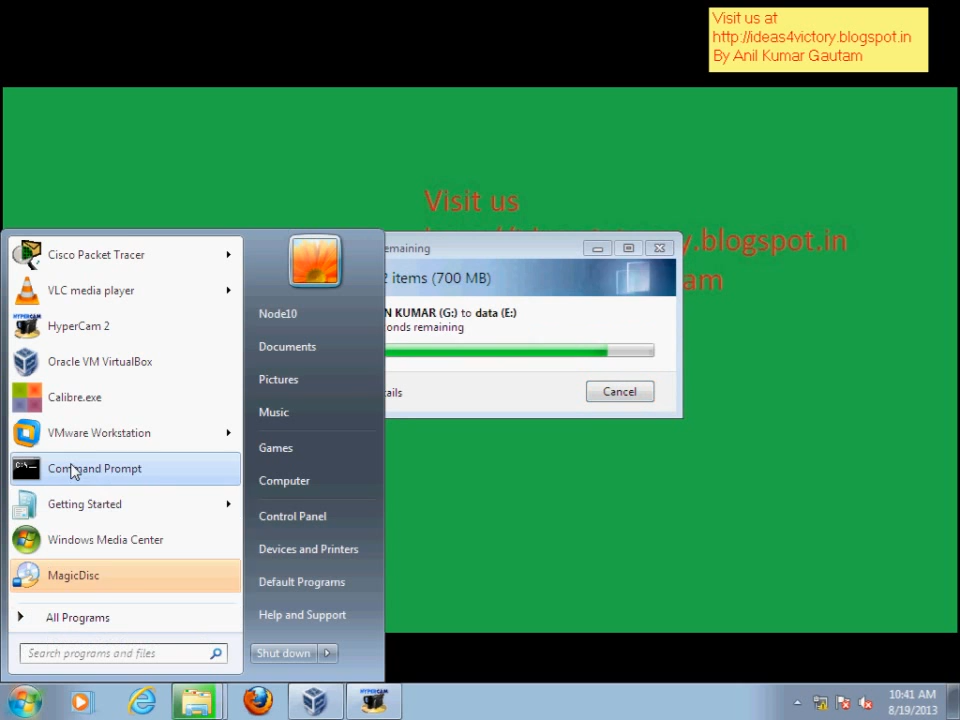 Visit us at
http://ideas4victory.blogspot.in
By Anil Kumar Gautam
Visit us
.blogspot.in
am
Cisco Packet Tracer
VLC media player
HyperCam 2
Oracle VM VirtualBox
Calibre.exe
VMware Workstation
Command Prompt
Getting Started
Windows Media Center
MagicDisc
All Programs
Search programs and files
Node10
Documents
Pictures
Music
Games
Computer
Control Panel
Devices and Printers
Default Programs
Help and Support
Shut down
emaining
2 items (700 MB)
N KUMAR (G:) to data (E:)
onds remaining
ails
Cancel
HYPERCAM
10:41 AM
8/19/2013